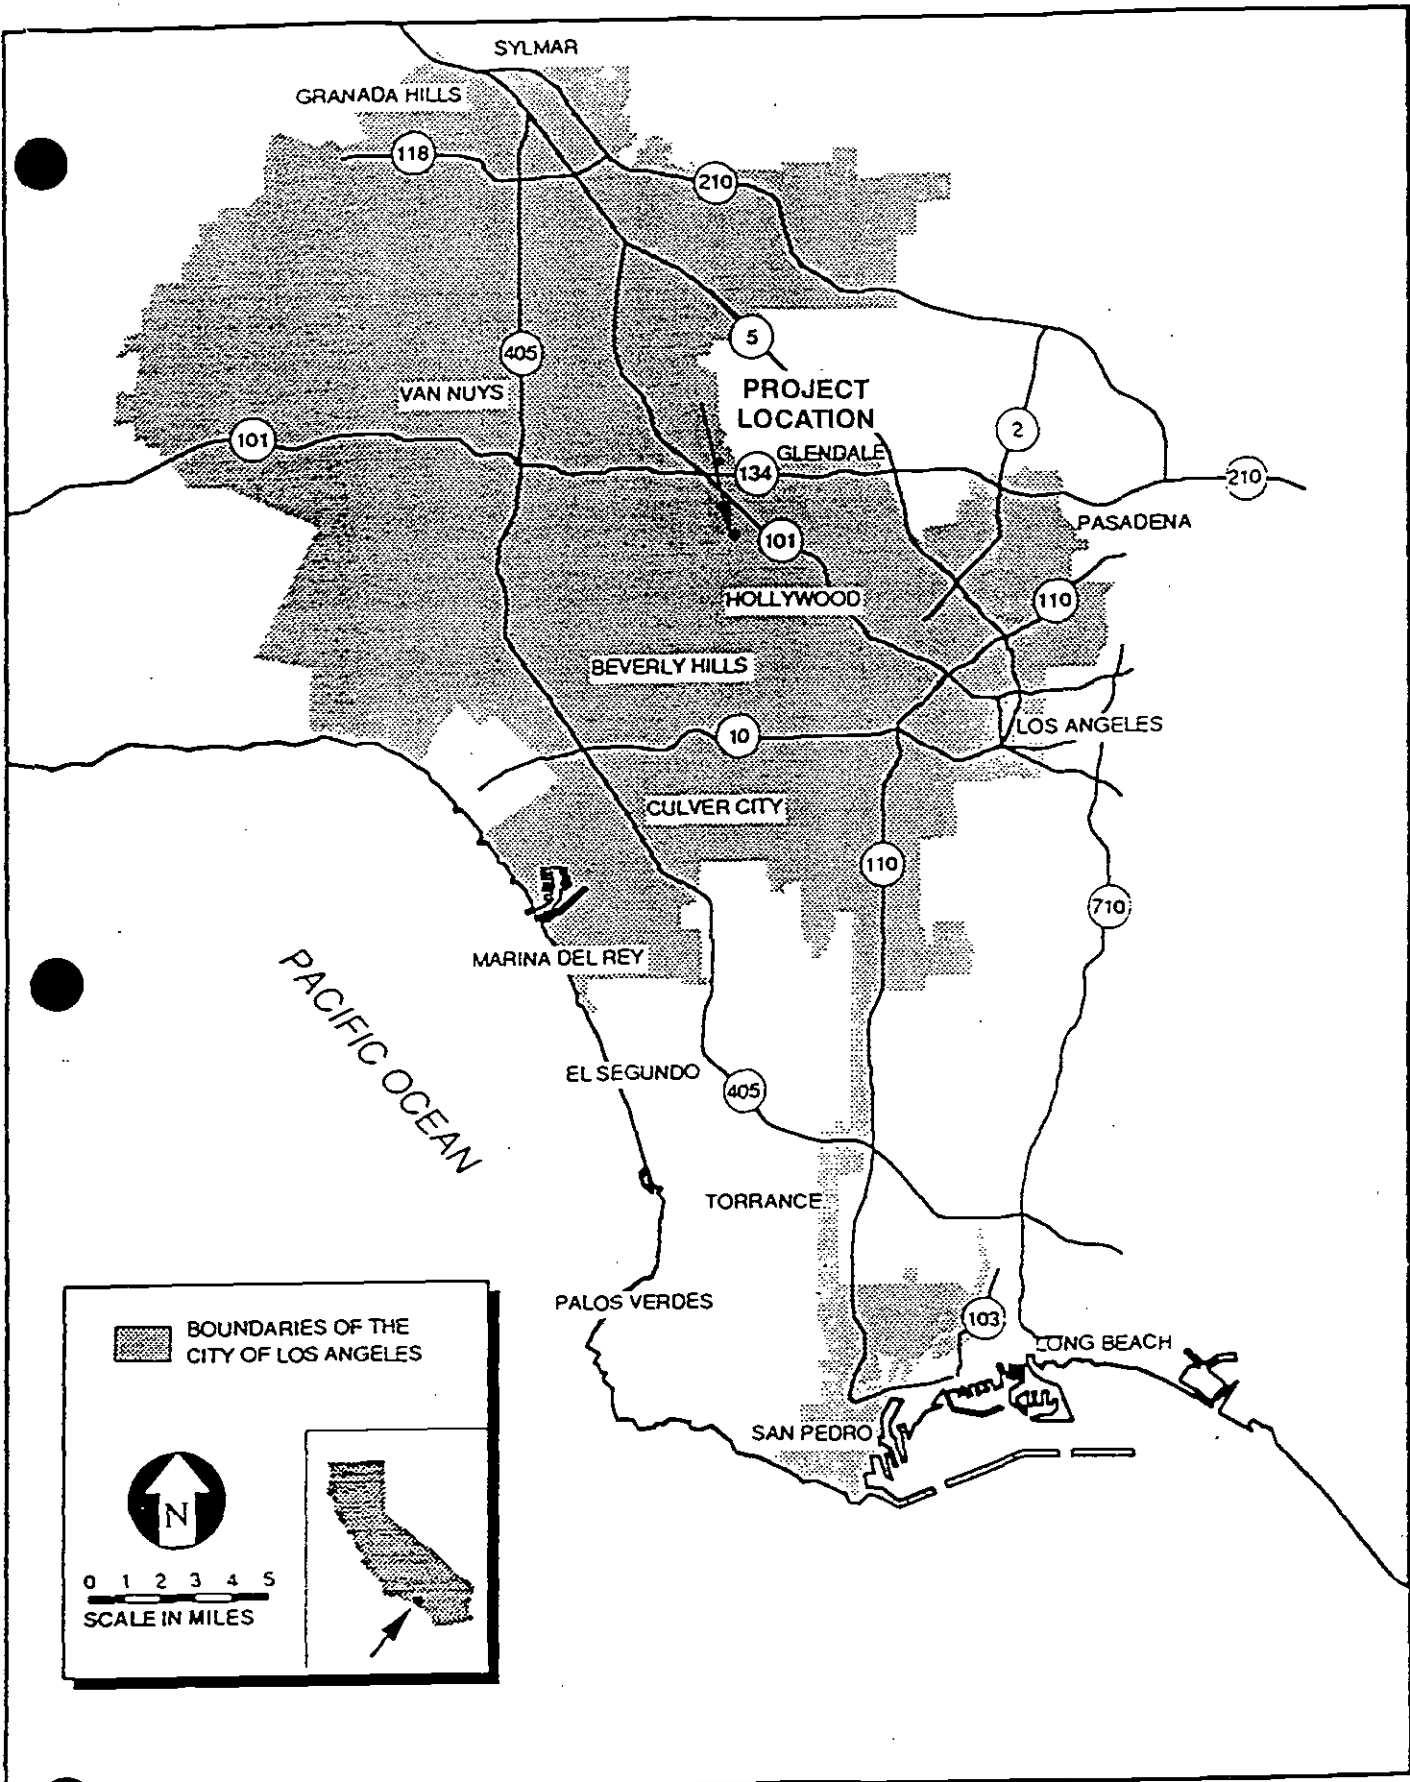 SYLMAR
GRANADA HILLS
118
210
5
405
VAN NUYS
PROJECT
LOCATION
2
101
GLENDALE
134
210
PASADENA
101
HOLLYWOOD
110
BEVERLY HILLS
LOS ANGELES
10
CULVER CITY
110
710
MARINA DEL REY
PACIFIC OCEAN
EL SEGUNDO
405
TORRANCE
PALOS VERDES
103
LONG BEACH
SAN PEDRO
BOUNDARIES OF THE
CITY OF LOS ANGELES
N
0 1 2 3 4 5
SCALE IN MILES